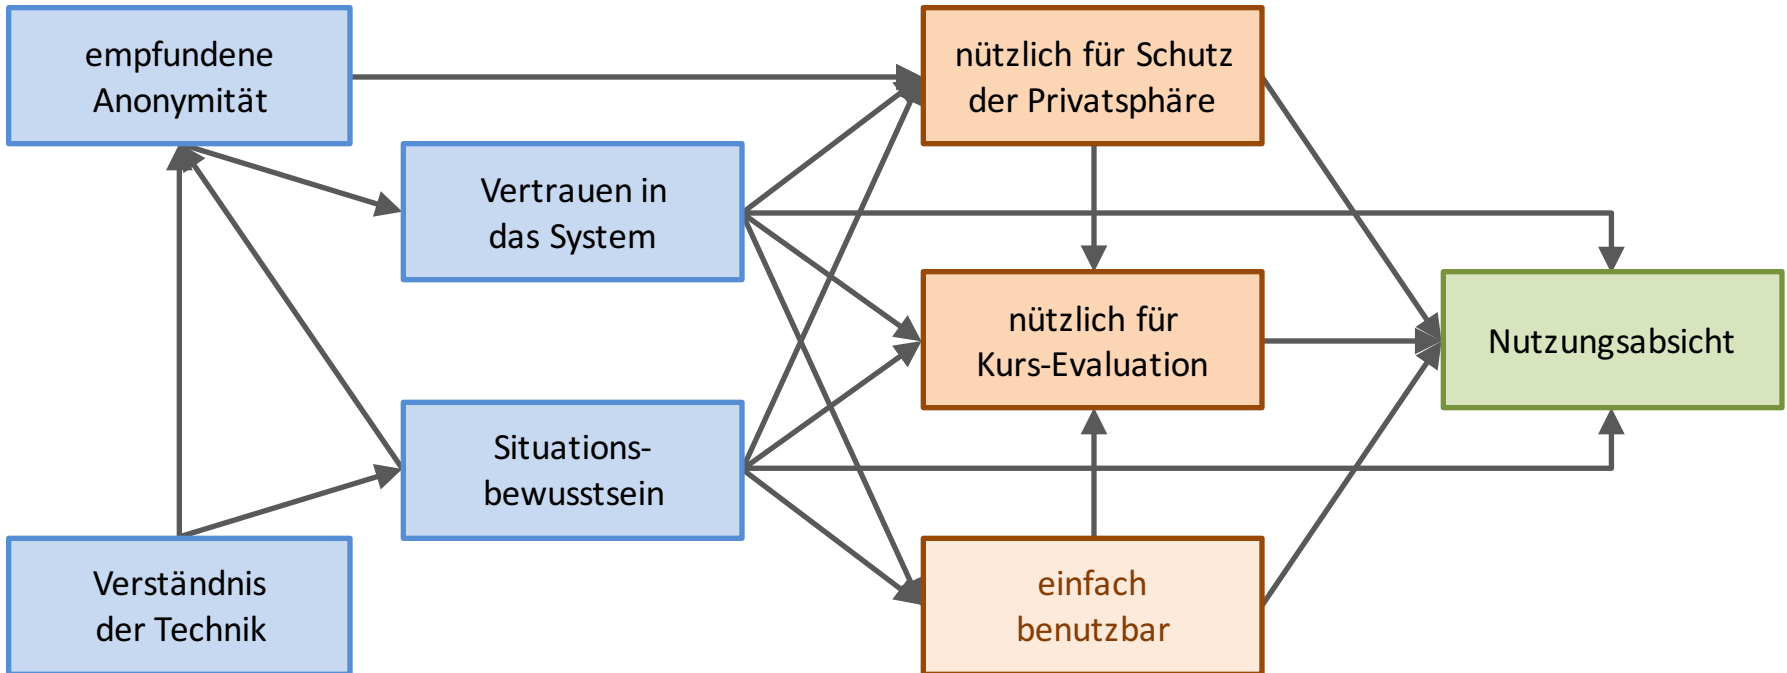 empfundene
Anonymität
nützlich für Schutz
der Privatsphäre
Vertrauen in
das System
nützlich für
Kurs-Evaluation
Nutzungsabsicht
Situations-
bewusstsein
Verständnis
der Technik
einfach
benutzbar